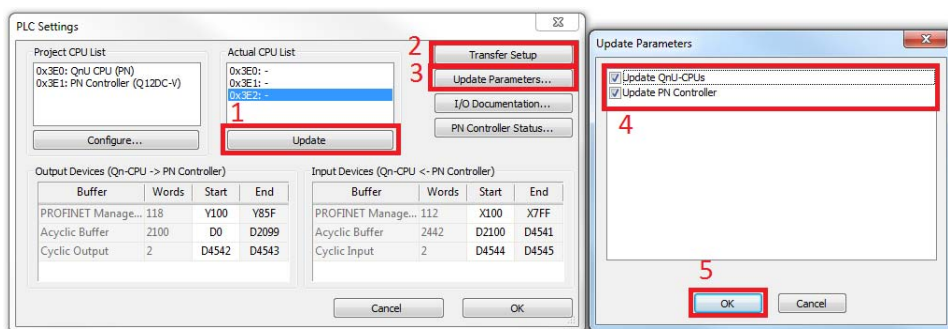 PLC Settings
Project CPU List
0x3E0: QnU CPU (PN)
0x3E1: PN Controller (Q12DC-V)
Configure...
Actual CPU List
0x3E0: -
0x3E1: -
0x3E2: -
1
Update
2
Transfer Setup
3
Update Parameters...
I/O Documentation...
PN Controller Status...
Output Devices (Qn-CPU -> PN Controller)
Buffer Words Start End
PROFINET Manage... 118 Y100 Y85F
Acyclic Buffer 2100 D0 D2099
Cyclic Output 2 D4542 D4543
Input Devices (Qn-CPU <- PN Controller)
Buffer Words Start End
PROFINET Manage... 112 X100 X7FF
Acyclic Buffer 2442 D2100 D4541
Cyclic Input 2 D4544 D4545
Cancel
OK
Update Parameters
Update QnU-CPUs
Update PN Controller
4
5
OK
Cancel